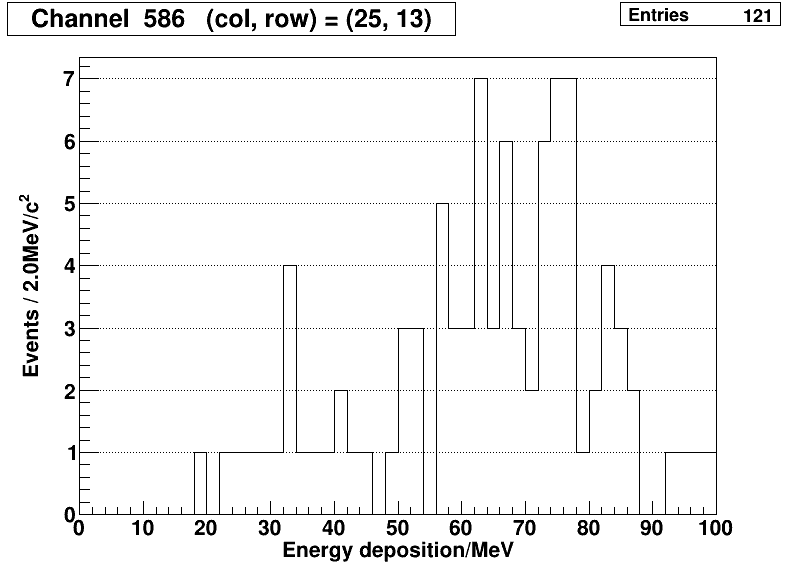 Channel 586 (col, row) = (25, 13)
Entries 121
7
6
5
4
3
2
1
0
Events / 2.0MeV/c²
0 10 20 30 40 50 60 70 80 90 100
Energy deposition/MeV